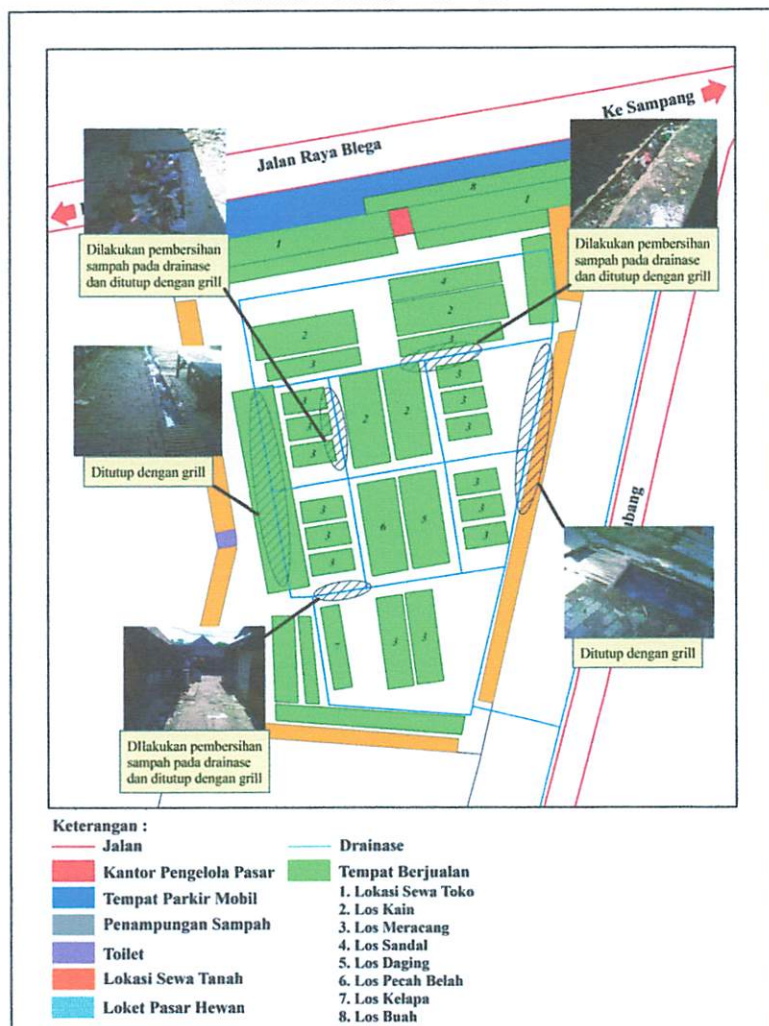 Ke Sampang
Jalan Raya Blega
8
1
1
Dilakukan pembersihan
sampah pada drainase
dan ditutup dengan grill
Dilakukan pembersihan
sampah pada drainase
dan ditutup dengan grill
4
2
2
3
3
3
1
2
2
3
3
3
3
Ditutup dengan grill
3
3
6
5
3
3
3
3
bang
3
3
Ditutup dengan grill
7
3
3
DIlakukan pembersihan
sampah pada drainase
dan ditutup dengan grill
Keterangan :
Jalan
Kantor Pengelola Pasar
Tempat Parkir Mobil
Penampungan Sampah
Toilet
Lokasi Sewa Tanah
Loket Pasar Hewan
Drainase
Tempat Berjualan
1. Lokasi Sewa Toko
2. Los Kain
3. Los Meracang
4. Los Sandal
5. Los Daging
6. Los Pecah Belah
7. Los Kelapa
8. Los Buah